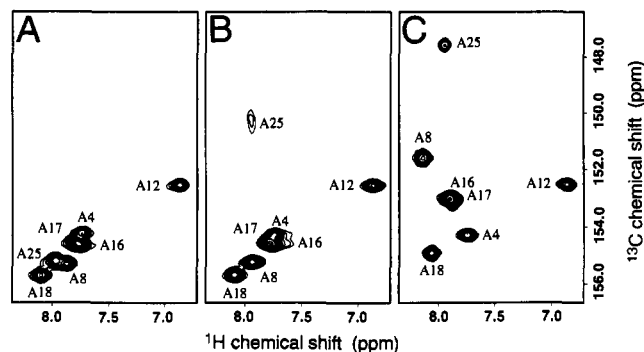 A
A12
A17 A4
A25 A16
A18 A8
B
A25
A12
A17 A4
A16
A18 A8
C
A25
A8
A16
A17 A12
A4
A18
148.0
150.0
152.0
154.0
156.0
¹³C chemical shift (ppm)
8.0 7.5 7.0 8.0 7.5 7.0 8.0 7.5 7.0
¹H chemical shift (ppm)